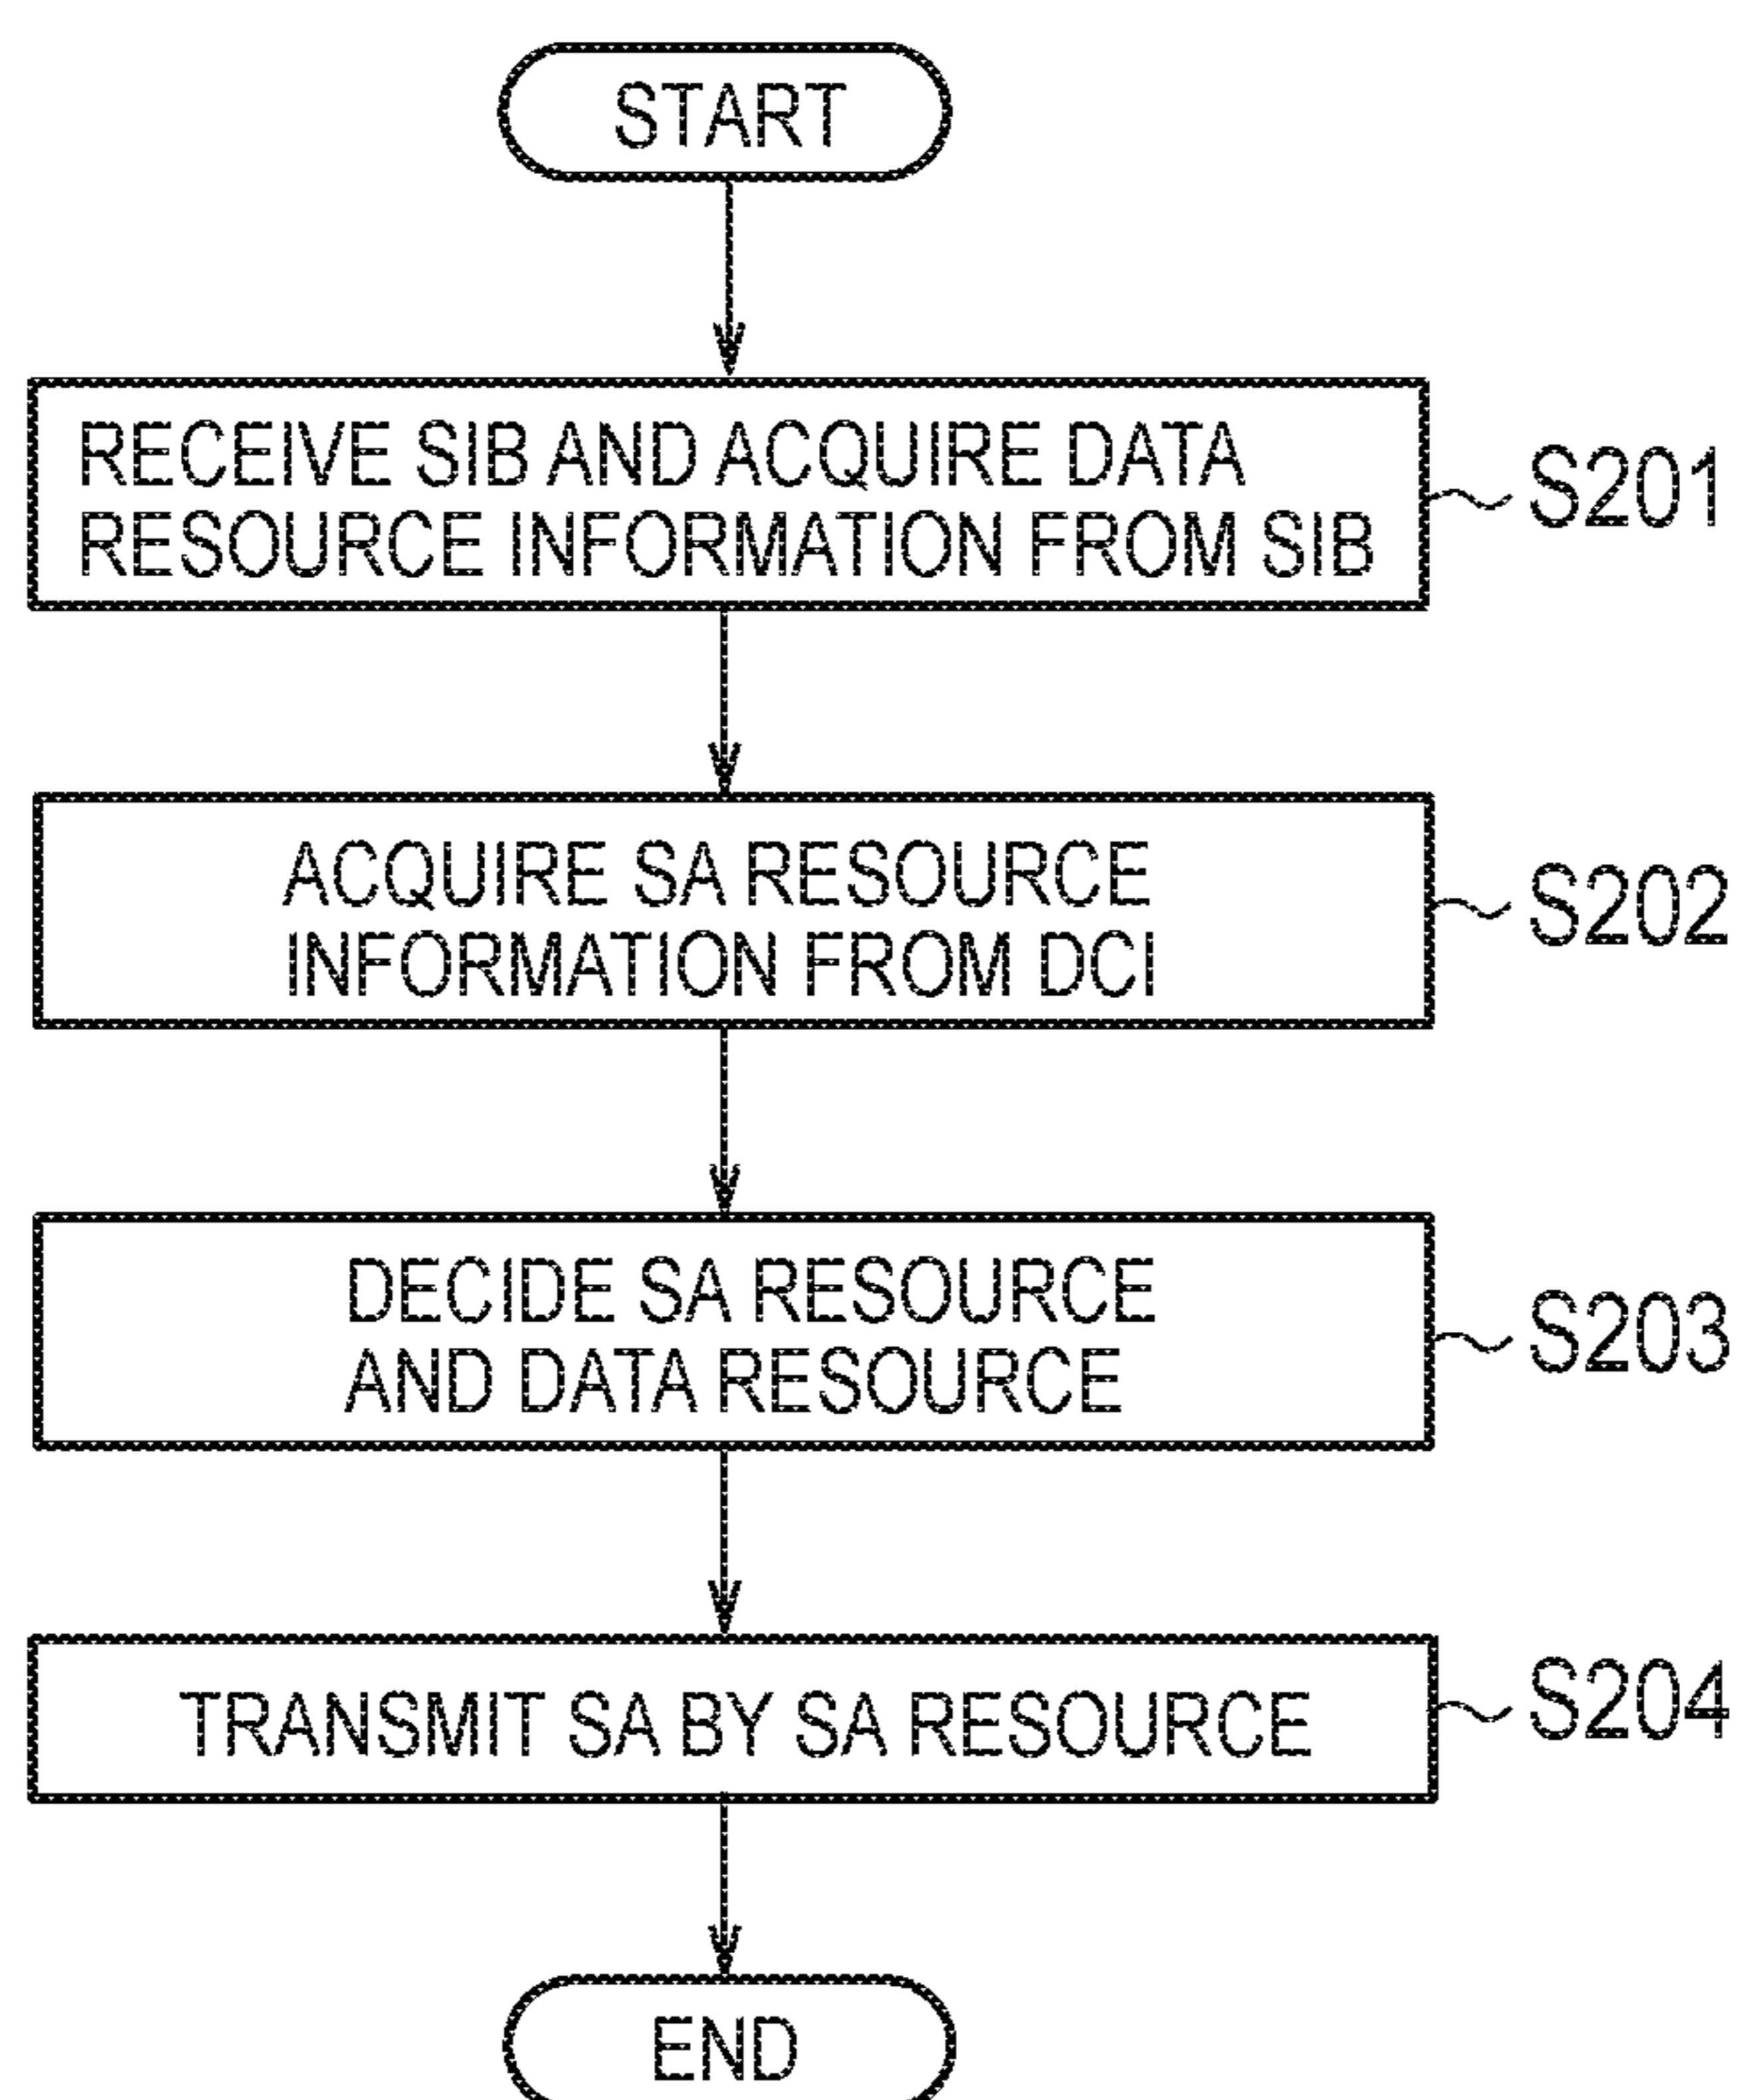 START
RECEIVE SIB AND ACQUIRE DATA
RESOURCE INFORMATION FROM SIB
S201
ACQUIRE SA RESOURCE
INFORMATION FROM DCI
S202
DECIDE SA RESOURCE
AND DATA RESOURCE
S203
TRANSMIT SA BY SA RESOURCE
S204
END